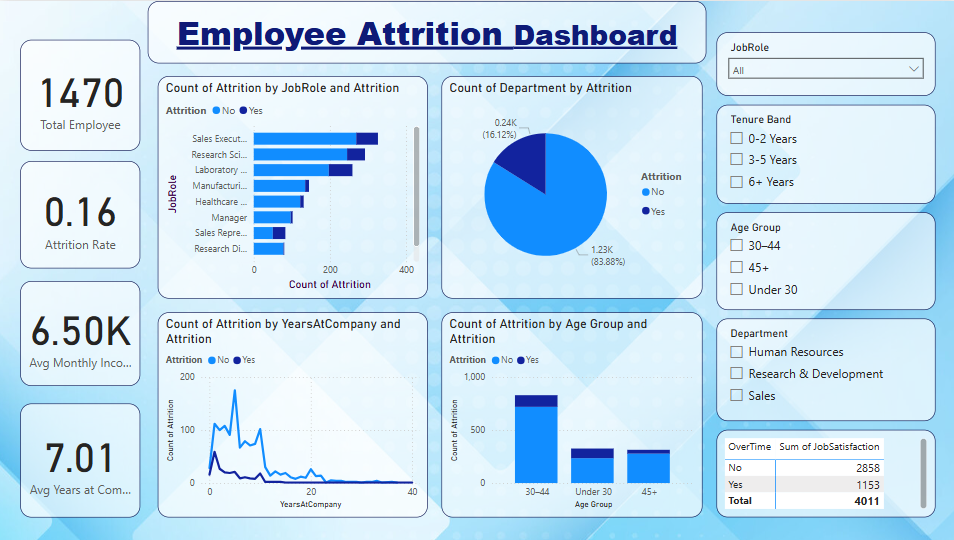 Employee Attrition Dashboard
1470
Total Employee
0.16
Attrition Rate
6.50K
Avg Monthly Inco...
7.01
Avg Years at Com...
Count of Attrition by JobRole and Attrition
Attrition No Yes
JobRole
Sales Execut...
Research Sci...
Laboratory ...
Manufacturi...
Healthcare ...
Manager
Sales Repre...
Research Di...
0 200 400
Count of Attrition
Count of Department by Attrition
0.24K
(16.12%)
1.23K
(83.88%)
Attrition
No
Yes
Count of Attrition by YearsAtCompany and
Attrition
Attrition No Yes
Count of Attrition
200
100
0
0 20 40
YearsAtCompany
Count of Attrition by Age Group and
Attrition
Attrition No Yes
Count of Attrition
1,000
500
0
30–44 Under 30 45+
Age Group
JobRole
All
Tenure Band
0-2 Years
3-5 Years
6+ Years
Age Group
30–44
45+
Under 30
Department
Human Resources
Research & Development
Sales
OverTime Sum of JobSatisfaction
No 2858
Yes 1153
Total 4011